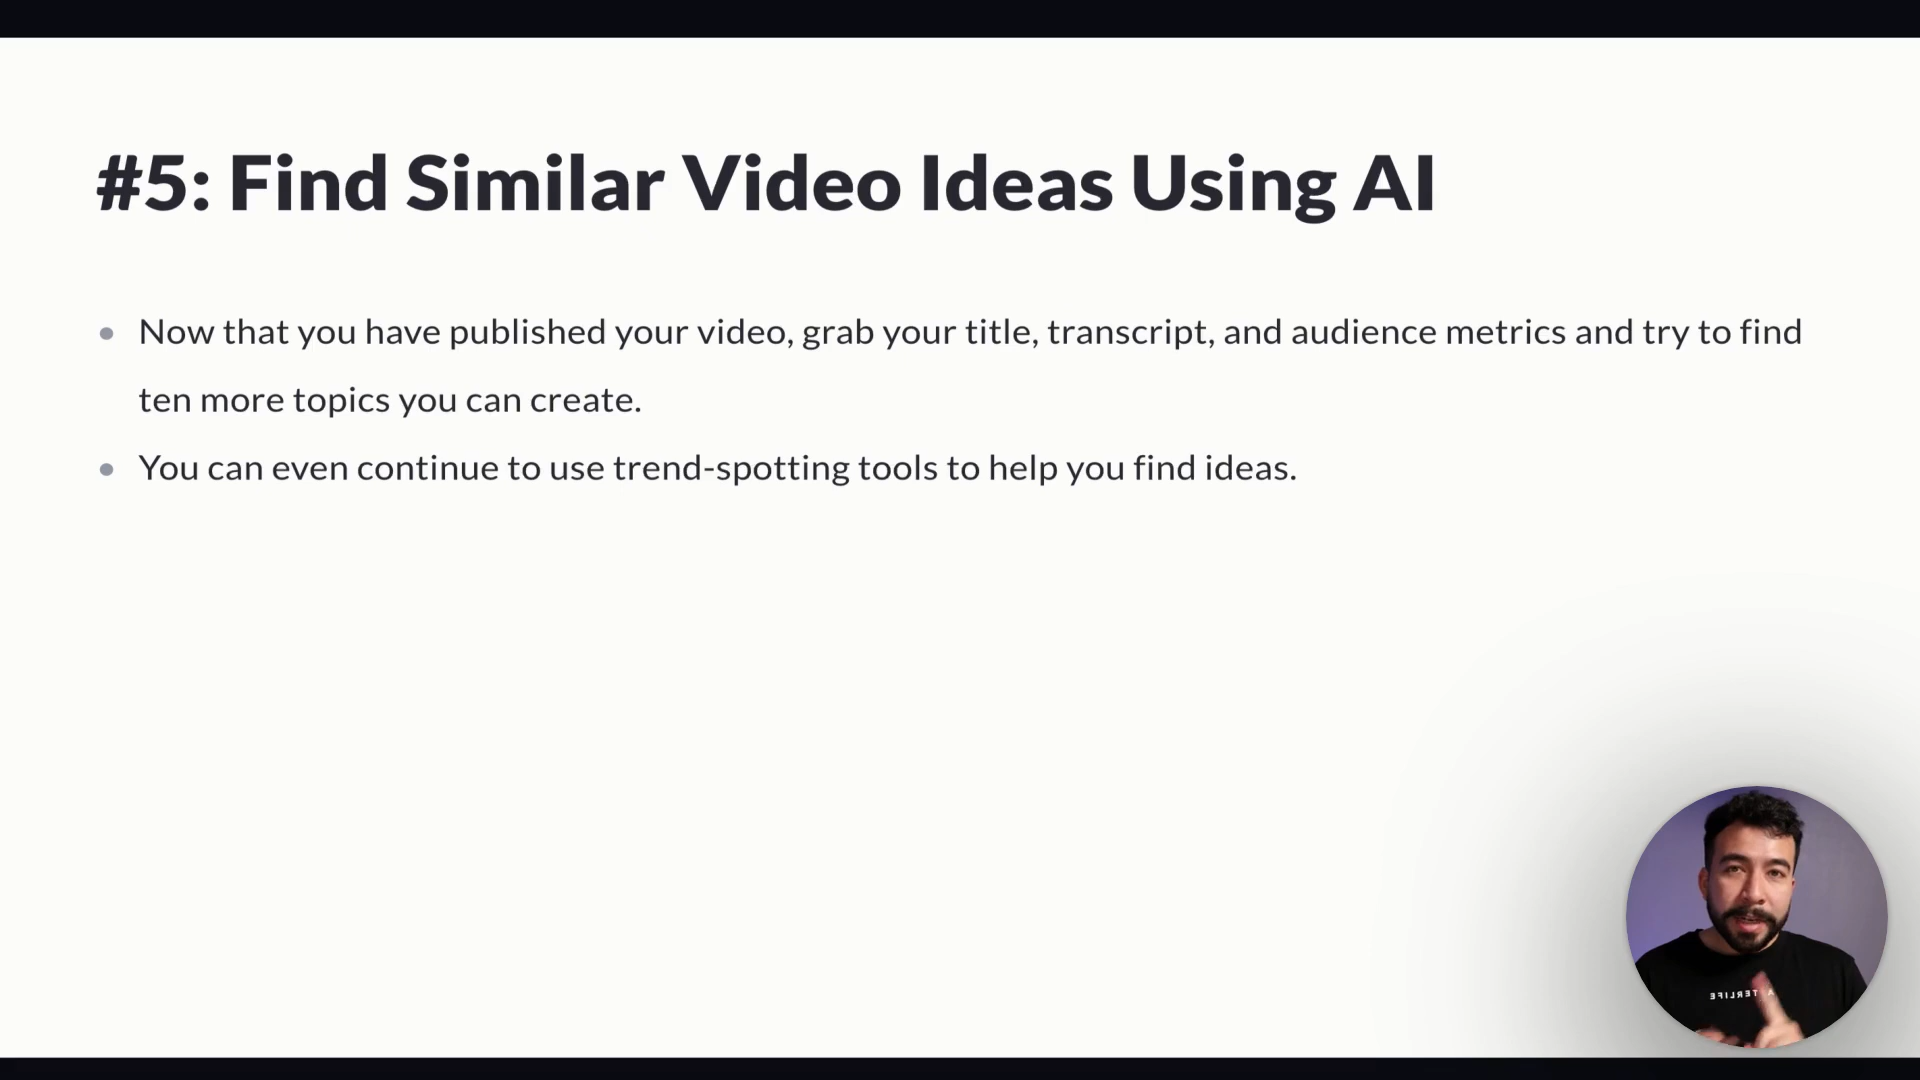 #5: Find Similar Video Ideas Using AI
• Now that you have published your video, grab your title, transcript, and audience metrics and try to find
ten more topics you can create.
• You can even continue to use trend-spotting tools to help you find ideas.